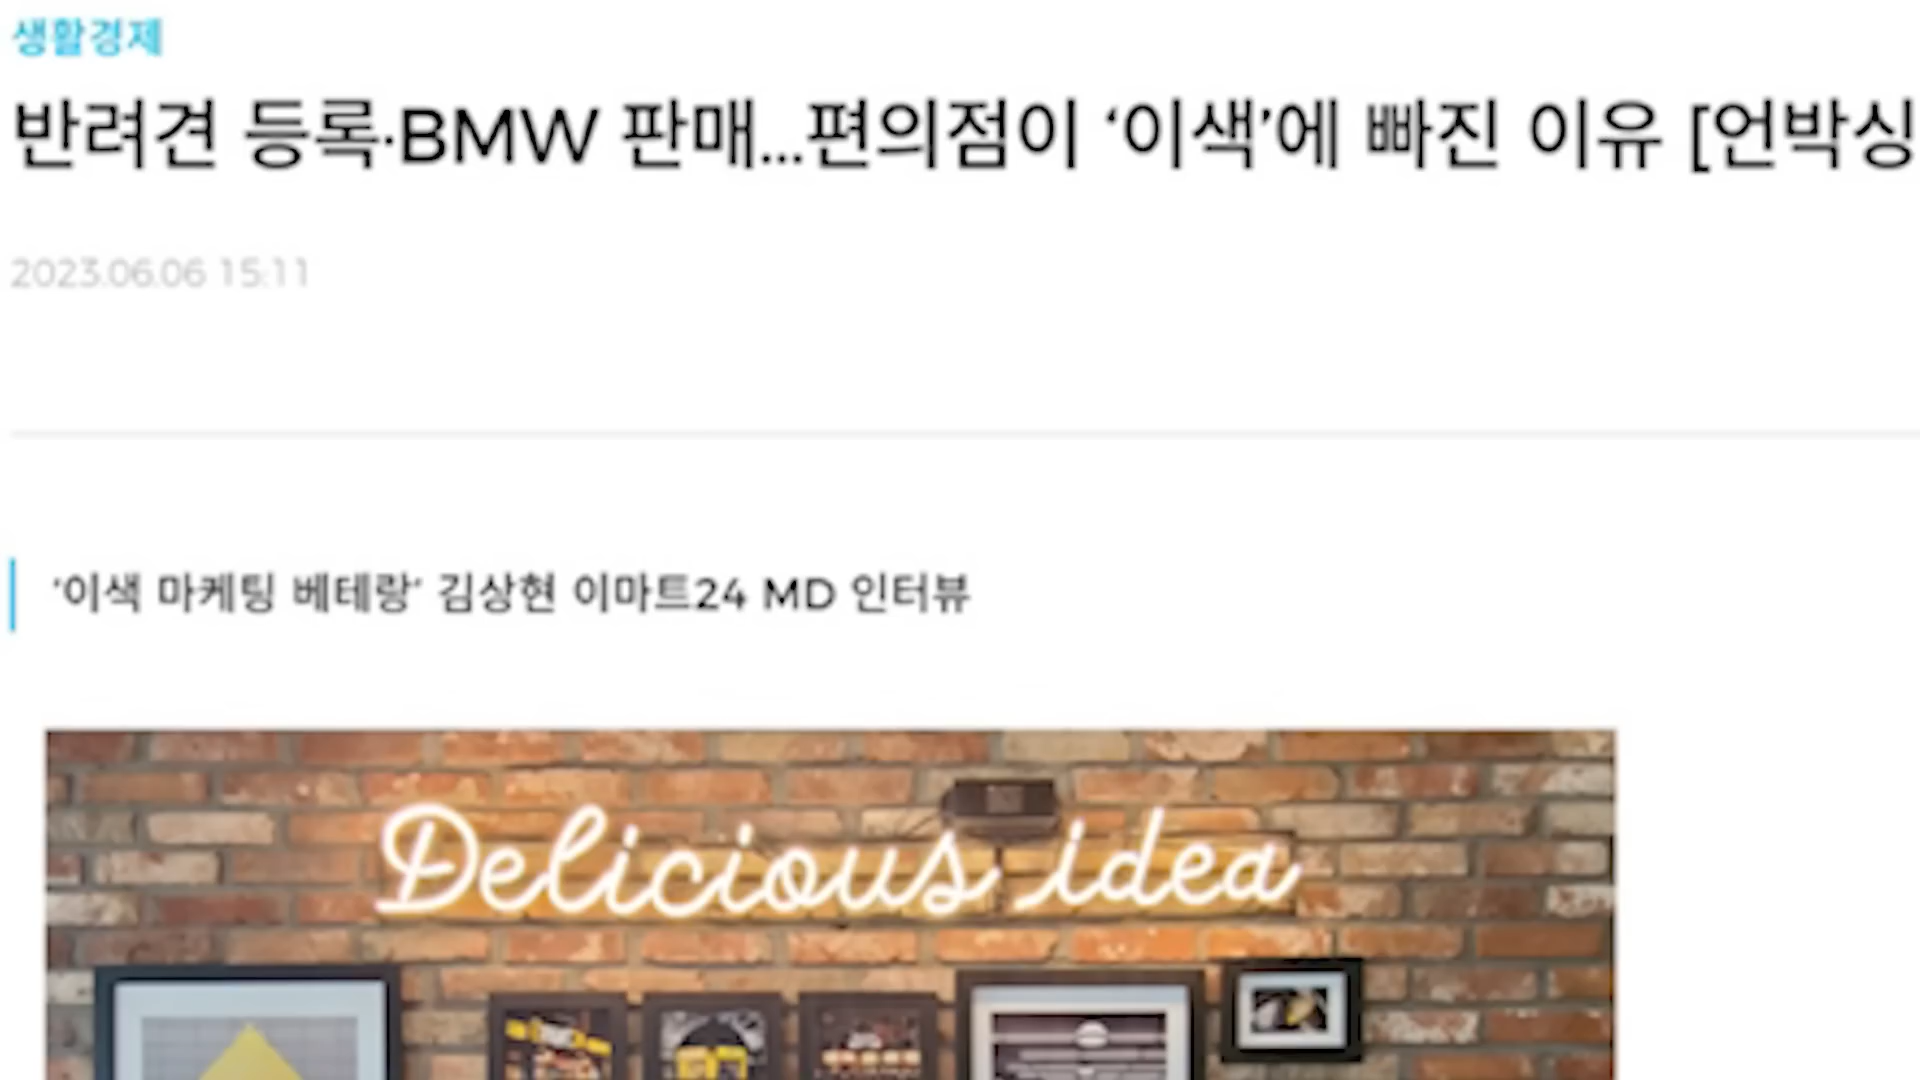 생활경제
반려견 등록·BMW 판매...편의점이 ‘이색’에 빠진 이유 [언박싱
2023.06.06 15:11
‘이색 마케팅 베테랑’ 김상현 이마트24 MD 인터뷰
Delicious idea